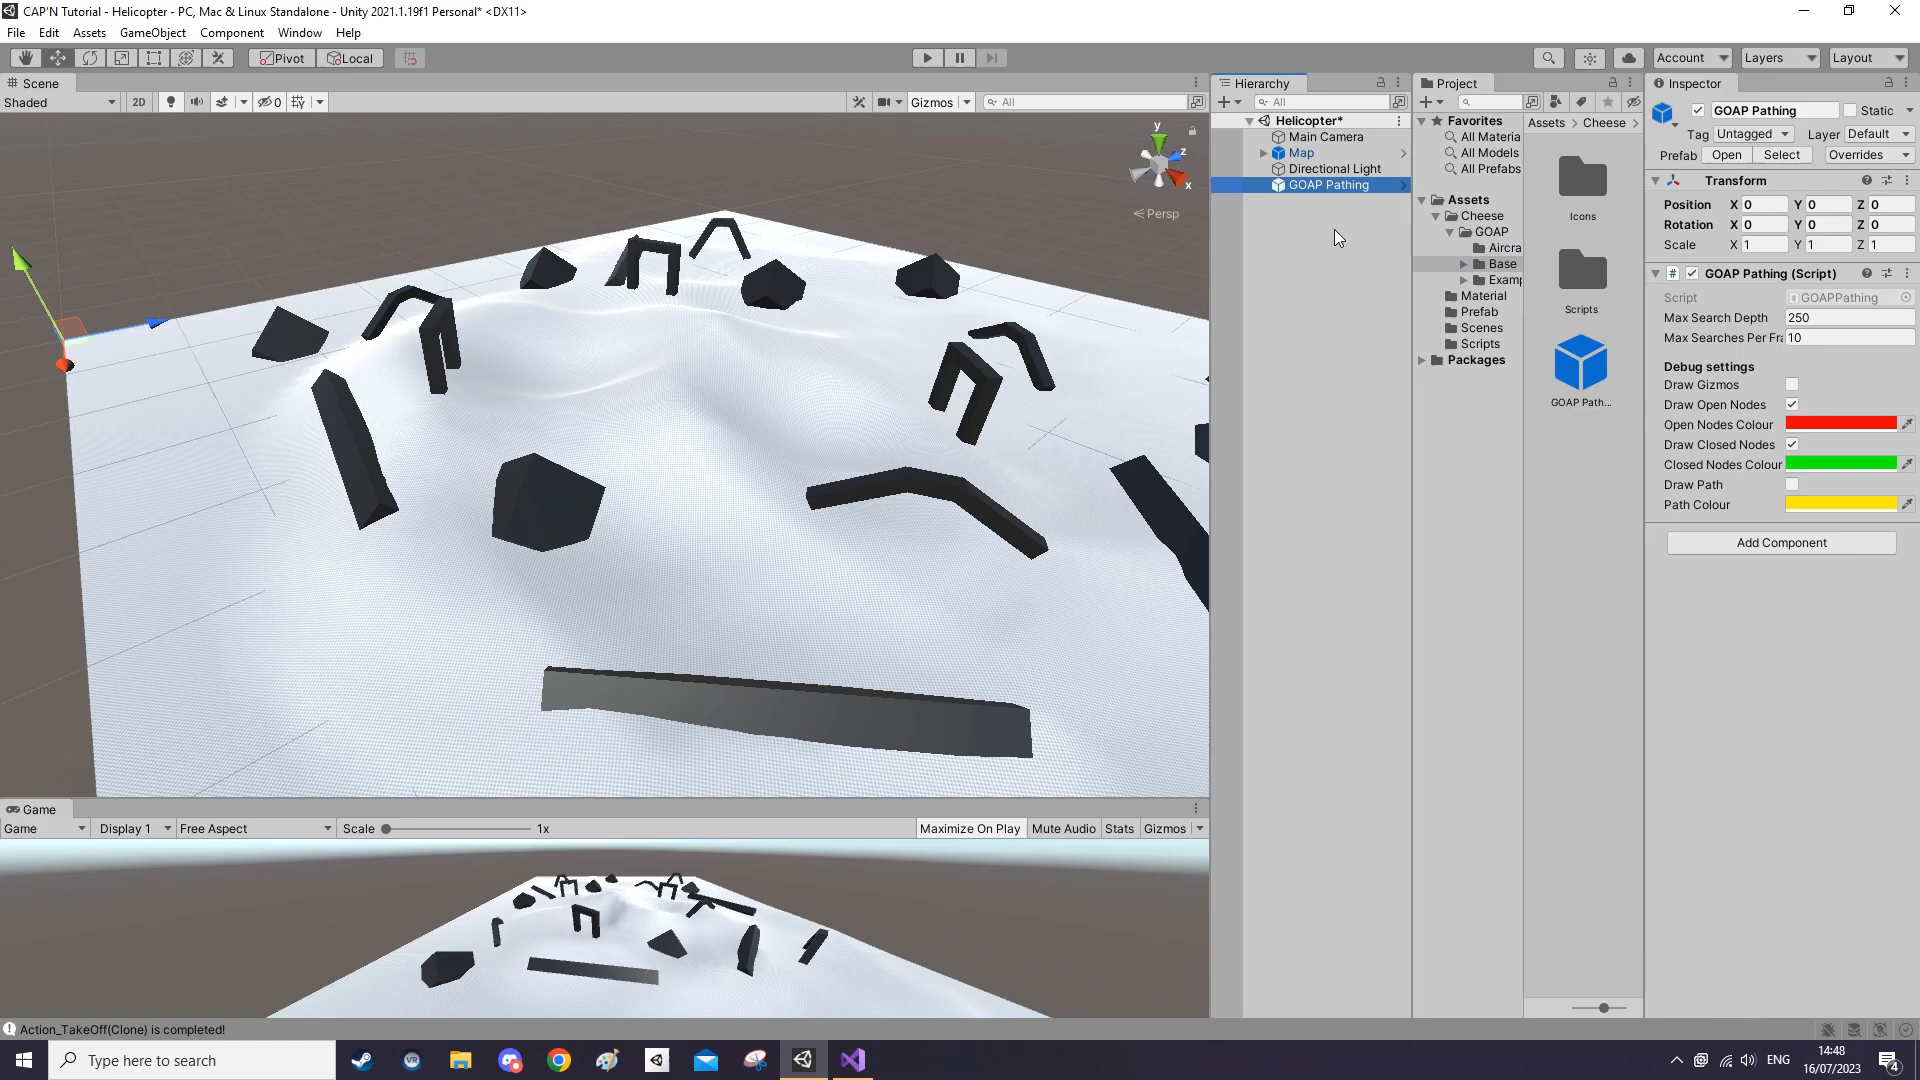 CAP'N Tutorial - Helicopter - PC, Mac & Linux Standalone - Unity 2021.1.19f1 Personal* <DX11>
File Edit Assets GameObject Component Window Help
Pivot Local Account Layers Layout
Scene
Shaded 2D 0 Gizmos All
y
z
x
Persp
Hierarchy
All
Helicopter*
Main Camera
Map
Directional Light
GOAP Pathing
Project
Favorites
All Materia
All Models
All Prefabs
Assets
Cheese
GOAP
Aircra
Base
Examp
Material
Prefab
Scenes
Scripts
Packages
Assets > Cheese >
Icons
Scripts
GOAP Path...
Inspector
GOAP Pathing Static
Tag Untagged Layer Default
Prefab Open Select Overrides
Transform
Position X 0 Y 0 Z 0
Rotation X 0 Y 0 Z 0
Scale X 1 Y 1 Z 1
# GOAP Pathing (Script)
Script GOAPPathing
Max Search Depth 250
Max Searches Per Fra 10
Debug settings
Draw Gizmos
Draw Open Nodes
Open Nodes Colour
Draw Closed Nodes
Closed Nodes Colour
Draw Path
Path Colour
Add Component
Game
Game Display 1 Free Aspect Scale 1x Maximize On Play Mute Audio Stats Gizmos
Action_TakeOff(Clone) is completed!
Type here to search
VR
ENG
14:48
16/07/2023
4